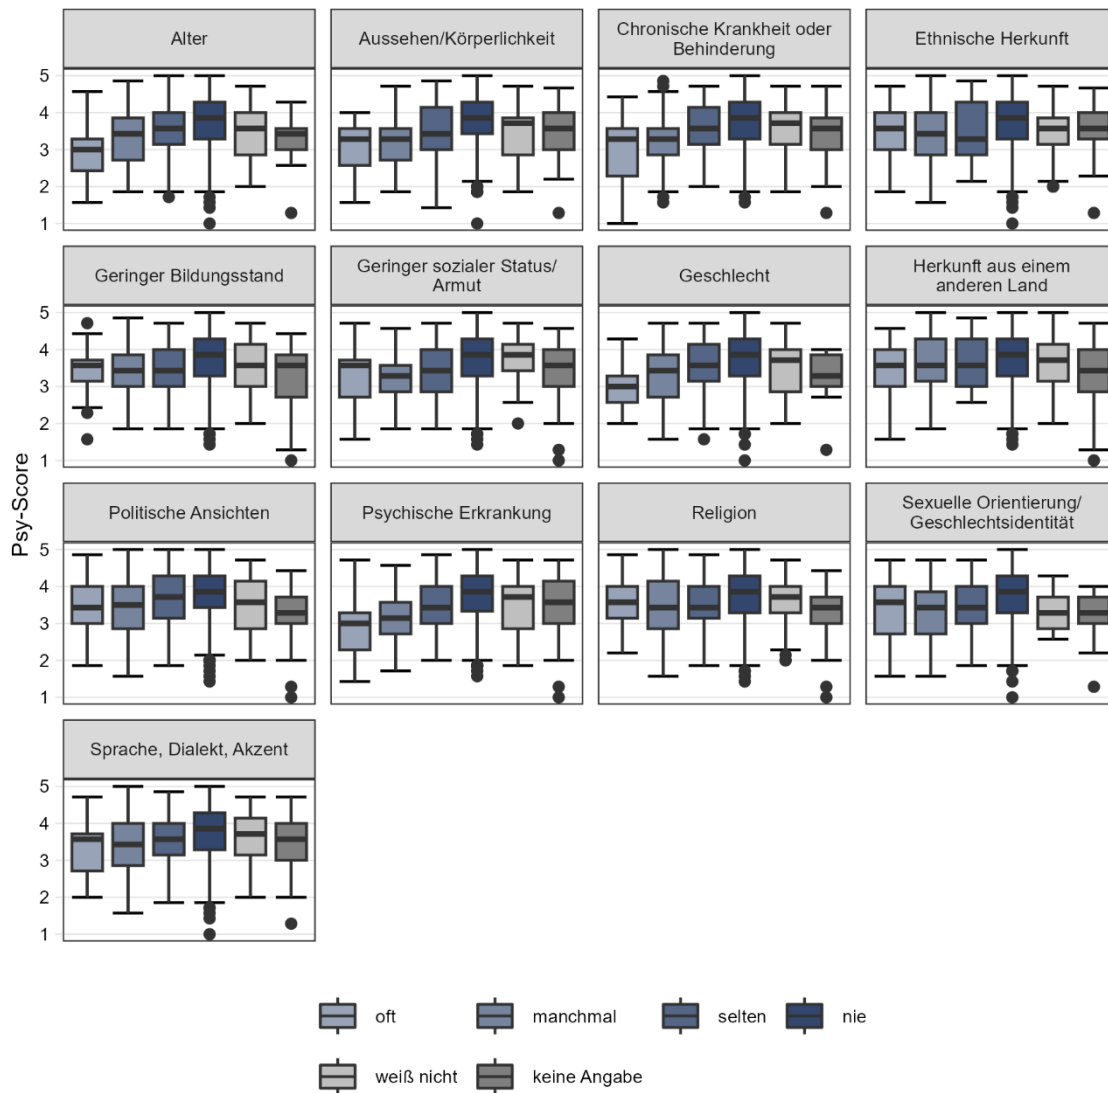 Alter
Aussehen/Körperlichkeit
Chronische Krankheit oder
Behinderung
Ethnische Herkunft
5
4
3
2
1
Geringer Bildungsstand
Geringer sozialer Status/
Armut
Geschlecht
Herkunft aus einem
anderen Land
5
4
3
2
1
Psy-Score
Politische Ansichten
Psychische Erkrankung
Religion
Sexuelle Orientierung/
Geschlechtsidentität
5
4
3
2
1
Sprache, Dialekt, Akzent
5
4
3
2
1
oft
manchmal
selten
nie
weiß nicht
keine Angabe